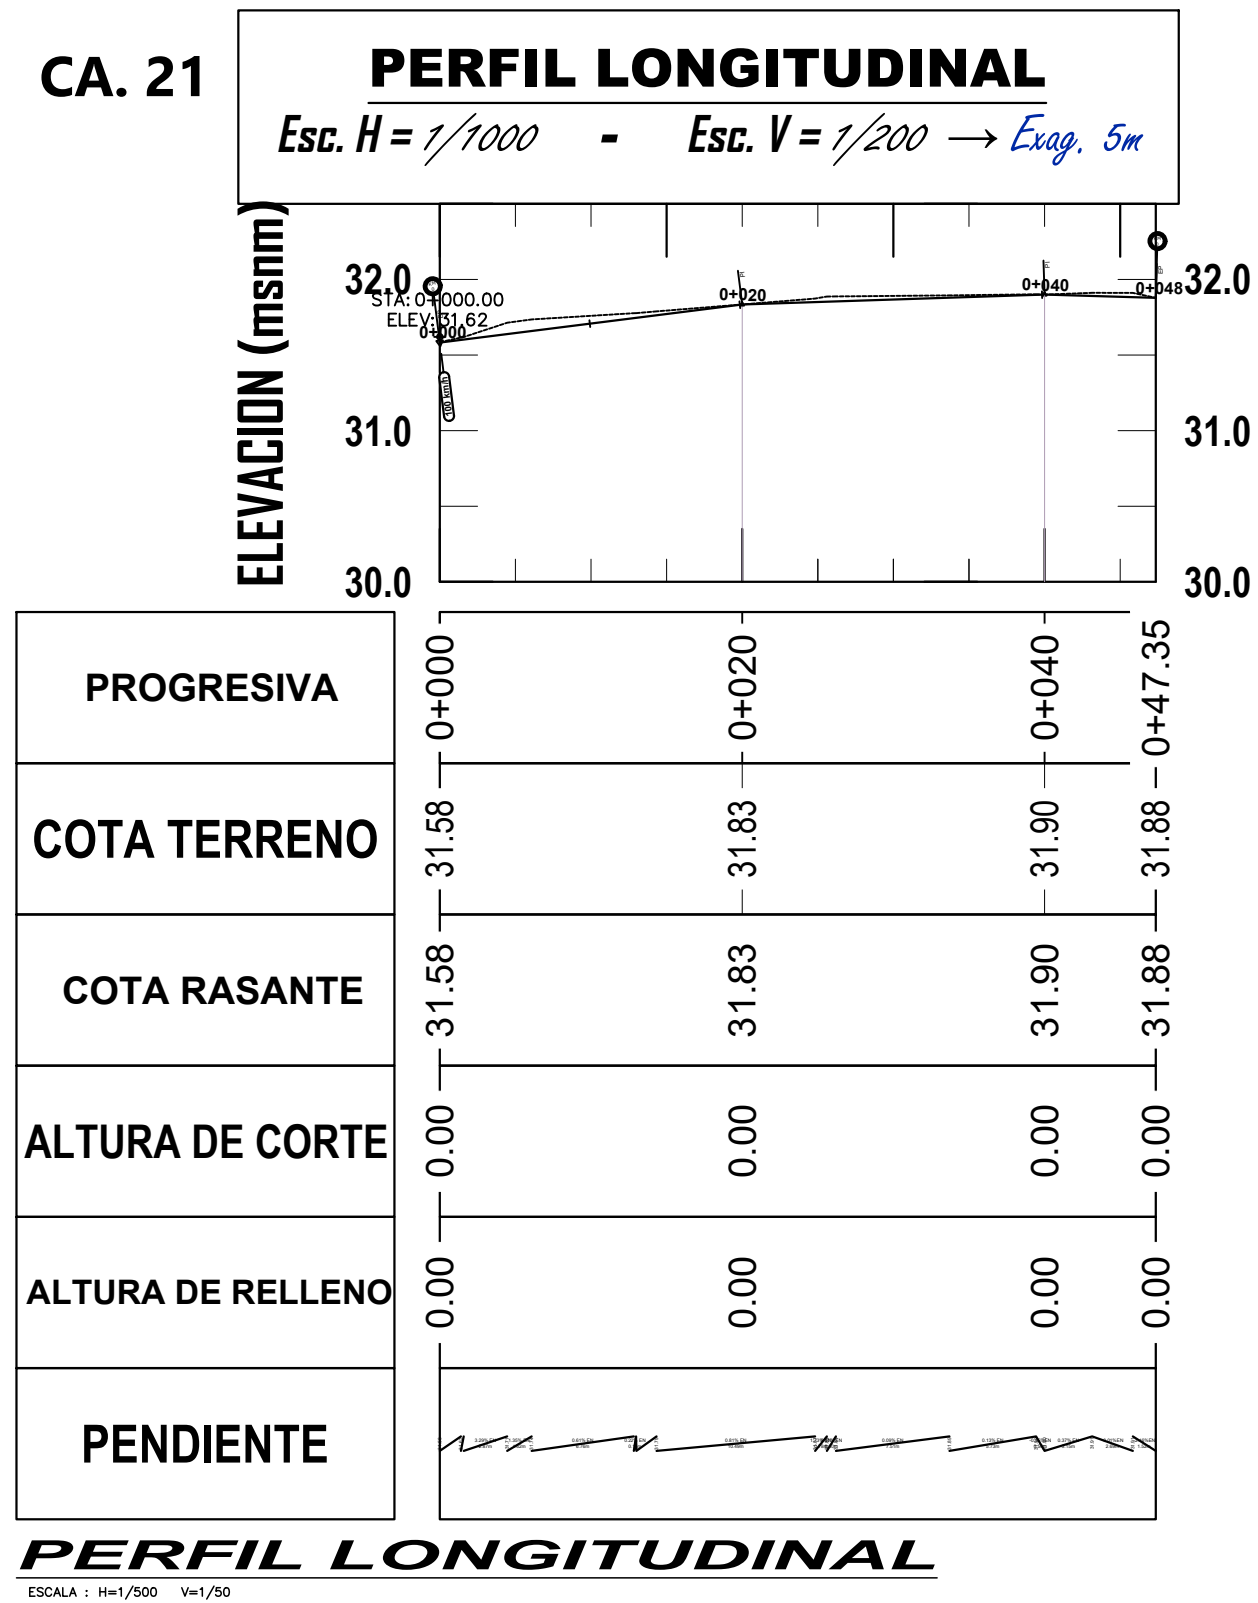 CA. 21
PERFIL LONGITUDINAL
Esc. H = 1/1000 - Esc. V = 1/200 → Exag. 5m
ELEVACION (msnm)
32.0 32.0
31.0 31.0
30.0 30.0
STA: 0+000.00
ELEV: 31.62
0+000 0+020 0+040 0+048
PI PI EP
100 km/h
PROGRESIVA 0+000 0+020 0+040 0+47.35
COTA TERRENO 31.58 31.83 31.90 31.88
COTA RASANTE 31.58 31.83 31.90 31.88
ALTURA DE CORTE 0.00 0.00 0.00 0.00
ALTURA DE RELLENO 0.00 0.00 0.00 0.00
PENDIENTE
PERFIL LONGITUDINAL
ESCALA : H=1/500 V=1/50